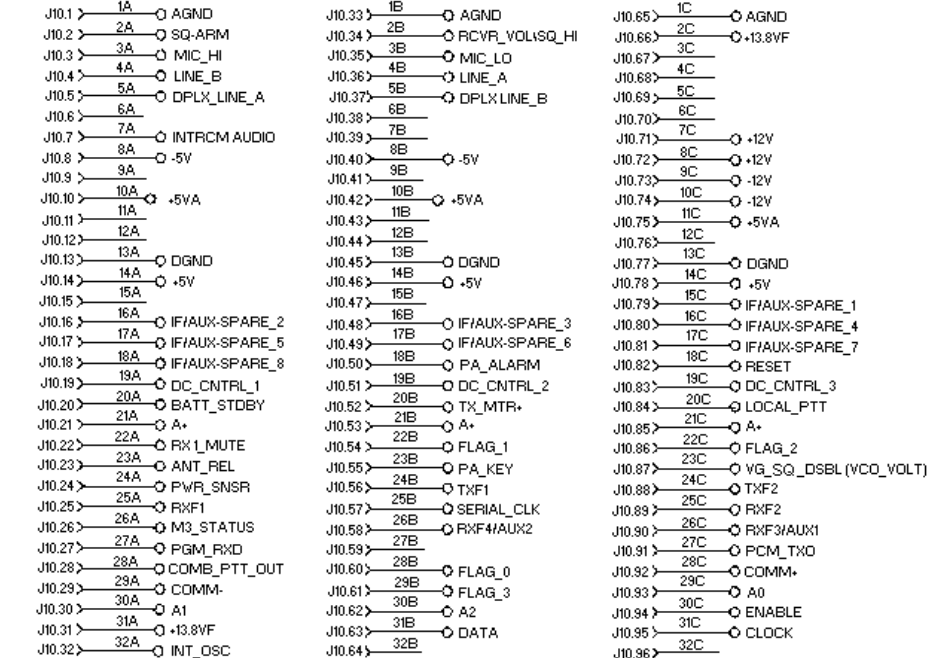 J10.1 1A AGND
J10.2 2A SQ-ARM
J10.3 3A MIC_HI
J10.4 4A LINE_B
J10.5 5A DPLX_LINE_A
J10.6 6A
J10.7 7A INTRCM AUDIO
J10.8 8A -5V
J10.9 9A
J10.10 10A +5VA
J10.11 11A
J10.12 12A
J10.13 13A DGND
J10.14 14A +5V
J10.15 15A
J10.16 16A IF/AUX-SPARE_2
J10.17 17A IF/AUX-SPARE_5
J10.18 18A IF/AUX-SPARE_8
J10.19 19A DC_CNTRL_1
J10.20 20A BATT_STDBY
J10.21 21A A+
J10.22 22A RX1_MUTE
J10.23 23A ANT_REL
J10.24 24A PWR_SNSR
J10.25 25A RXF1
J10.26 26A M3_STATUS
J10.27 27A PGM_RXD
J10.28 28A COMB_PTT_OUT
J10.29 29A COMM-
J10.30 30A A1
J10.31 31A +13.8VF
J10.32 32A INT_OSC
J10.33 1B AGND
J10.34 2B RCVR_VOL\SQ_HI
J10.35 3B MIC_LO
J10.36 4B LINE_A
J10.37 5B DPLX LINE_B
J10.38 6B
J10.39 7B
J10.40 8B -5V
J10.41 9B
J10.42 10B +5VA
J10.43 11B
J10.44 12B
J10.45 13B DGND
J10.46 14B +5V
J10.47 15B
J10.48 16B IF/AUX-SPARE_3
J10.49 17B IF/AUX-SPARE_6
J10.50 18B PA_ALARM
J10.51 19B DC_CNTRL_2
J10.52 20B TX_MTR+
J10.53 21B A+
J10.54 22B FLAG_1
J10.55 23B PA_KEY
J10.56 24B TXF1
J10.57 25B SERIAL_CLK
J10.58 26B RXF4/AUX2
J10.59 27B
J10.60 28B FLAG_0
J10.61 29B FLAG_3
J10.62 30B A2
J10.63 31B DATA
J10.64 32B
J10.65 1C AGND
J10.66 2C +13.8VF
J10.67 3C
J10.68 4C
J10.69 5C
J10.70 6C
J10.71 7C +12V
J10.72 8C +12V
J10.73 9C -12V
J10.74 10C -12V
J10.75 11C +5VA
J10.76 12C
J10.77 13C DGND
J10.78 14C +5V
J10.79 15C IF/AUX-SPARE_1
J10.80 16C IF/AUX-SPARE_4
J10.81 17C IF/AUX-SPARE_7
J10.82 18C RESET
J10.83 19C DC_CNTRL_3
J10.84 20C LOCAL_PTT
J10.85 21C A+
J10.86 22C FLAG_2
J10.87 23C VG_SQ_DSBL (VCO_VOLT)
J10.88 24C TXF2
J10.89 25C RXF2
J10.90 26C RXF3/AUX1
J10.91 27C PCM_TXO
J10.92 28C COMM+
J10.93 29C A0
J10.94 30C ENABLE
J10.95 31C CLOCK
J10.96 32C